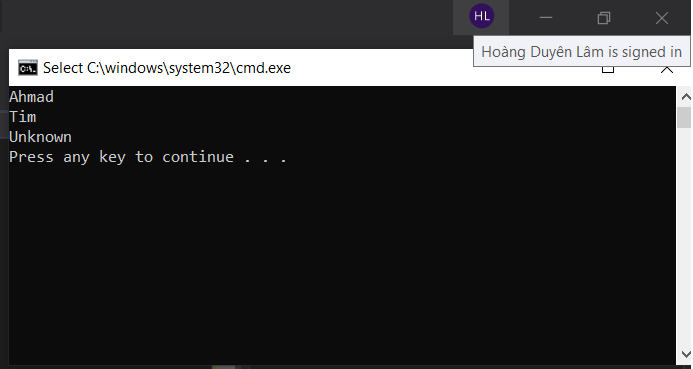 HL
Hoàng Duyên Lâm is signed in
Select C:\windows\system32\cmd.exe
Ahmad
Tim
Unknown
Press any key to continue . . .